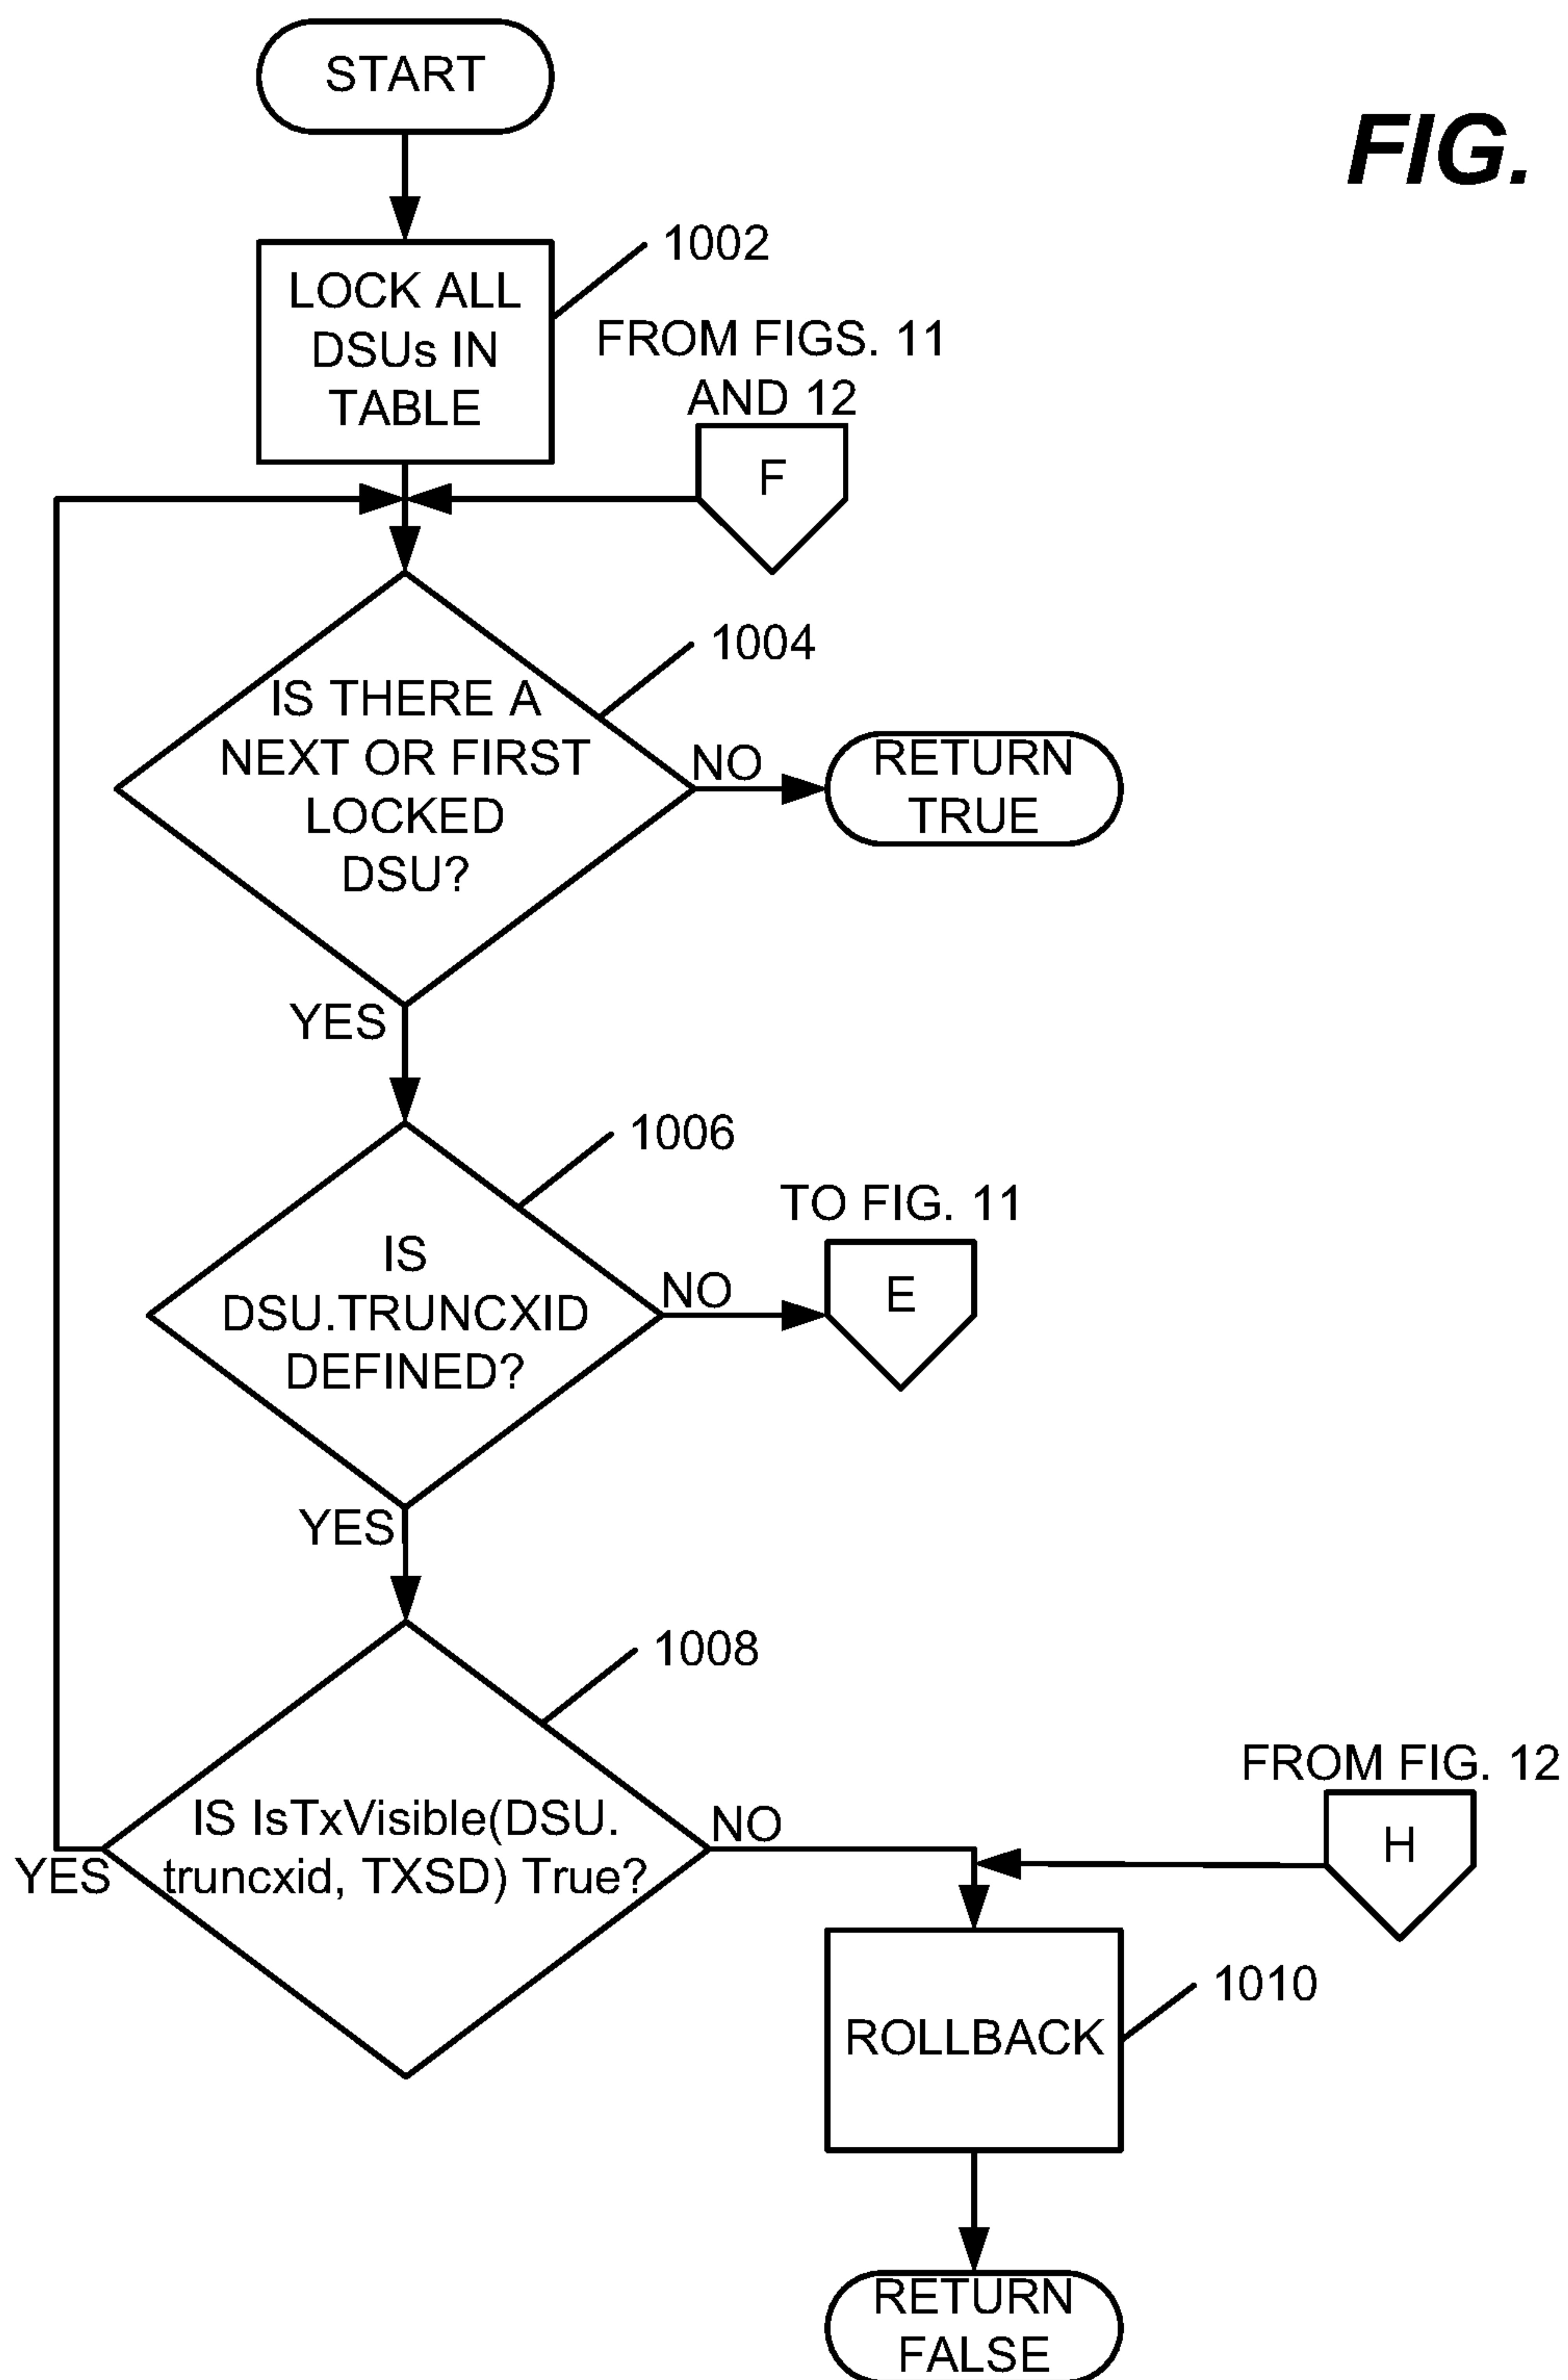 START
FIG.
1002
LOCK ALL
DSUs IN
TABLE
FROM FIGS. 11
AND 12
F
1004
IS THERE A
NEXT OR FIRST
LOCKED
DSU?
NO
RETURN
TRUE
YES
1006
TO FIG. 11
IS
DSU.TRUNCXID
DEFINED?
NO
E
YES
1008
FROM FIG. 12
IS IsTxVisible(DSU.
truncxid, TXSD) True?
NO
YES
H
1010
ROLLBACK
RETURN
FALSE